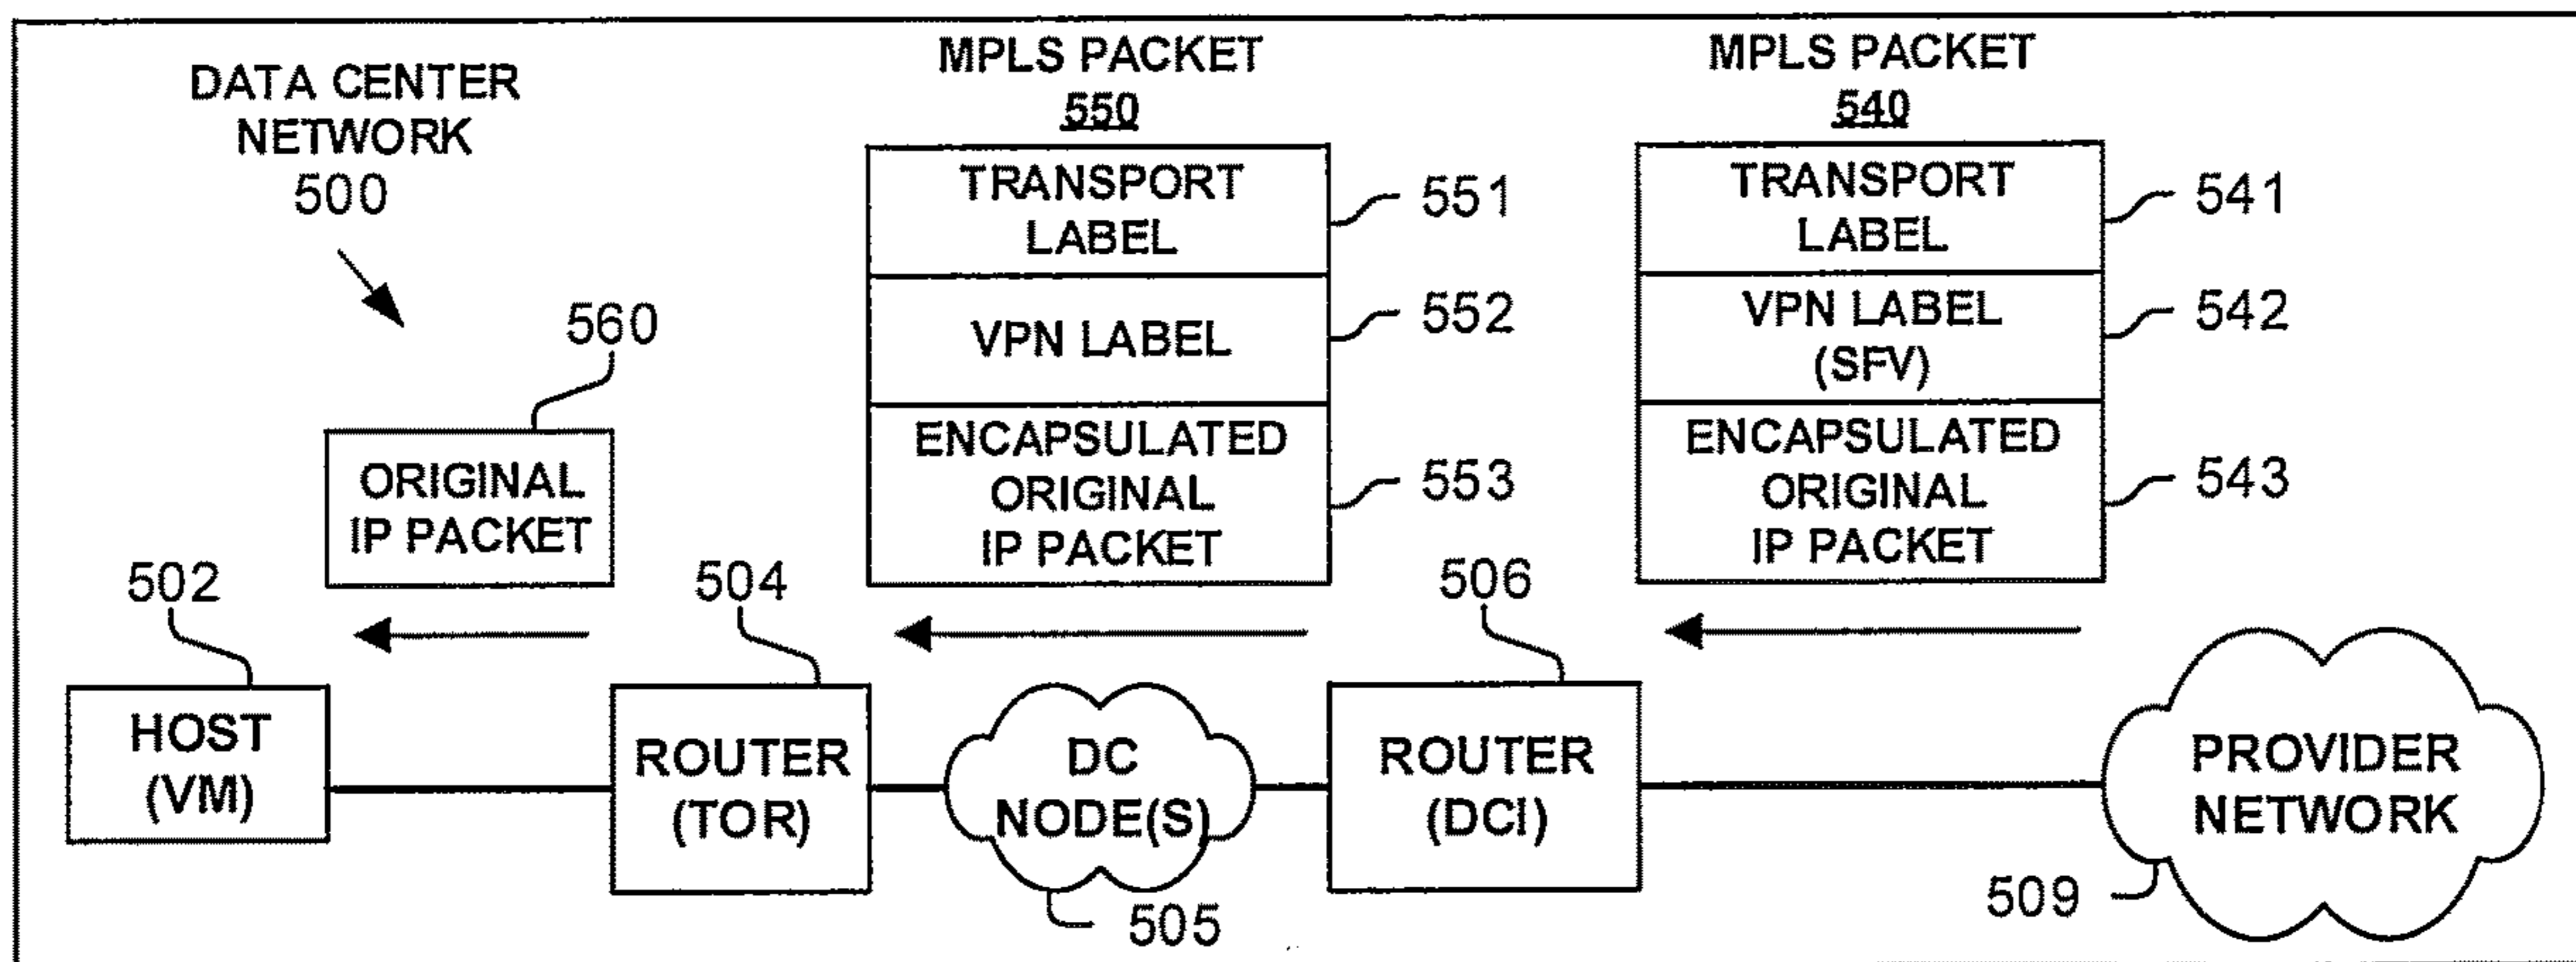 DATA CENTER
NETWORK
500
MPLS PACKET
550
TRANSPORT
LABEL
551
VPN LABEL
552
ENCAPSULATED
ORIGINAL
IP PACKET
553
MPLS PACKET
540
TRANSPORT
LABEL
541
VPN LABEL
(SFV)
542
ENCAPSULATED
ORIGINAL
IP PACKET
543
560
ORIGINAL
IP PACKET
502
HOST
(VM)
504
ROUTER
(TOR)
DC
NODE(S)
505
506
ROUTER
(DCI)
PROVIDER
NETWORK
509